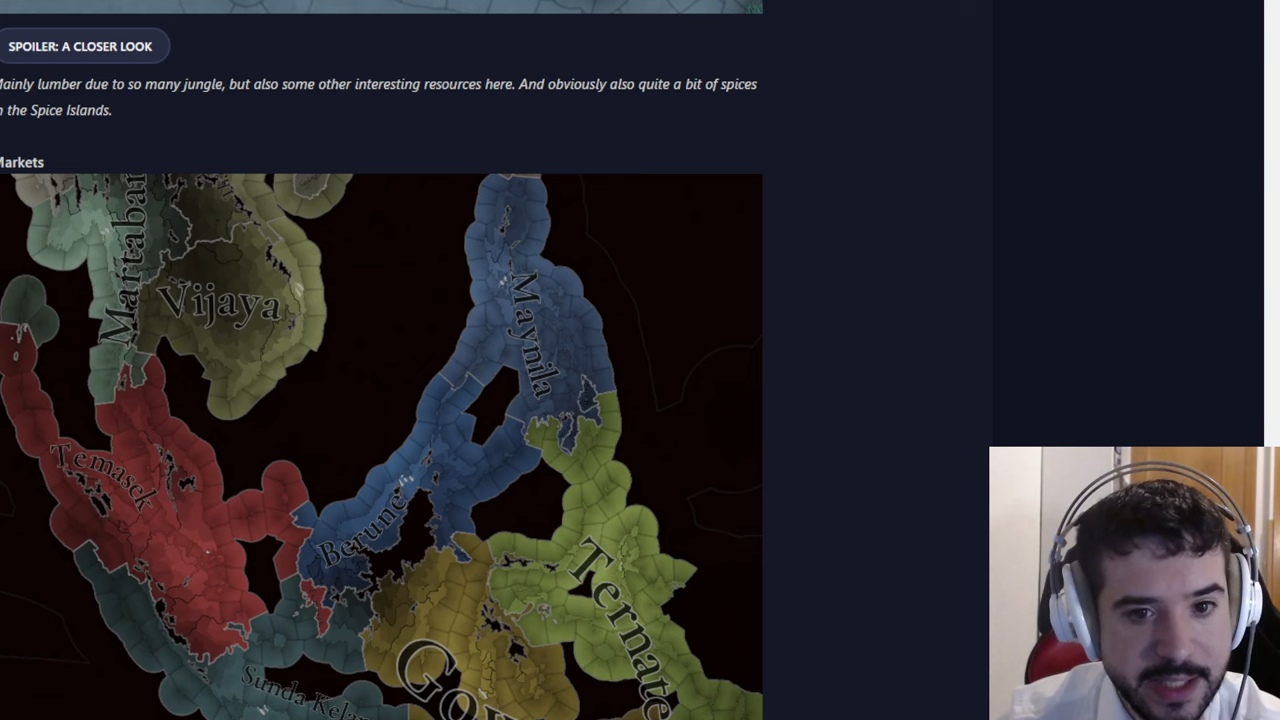 SPOILER: A CLOSER LOOK
Mainly lumber due to so many jungle, but also some other interesting resources here. And obviously also quite a bit of spices
n the Spice Islands.
Markets
Martaban
Vijaya
Maynila
Temasek
Berune
Ternate
Sunda Kela
Gow